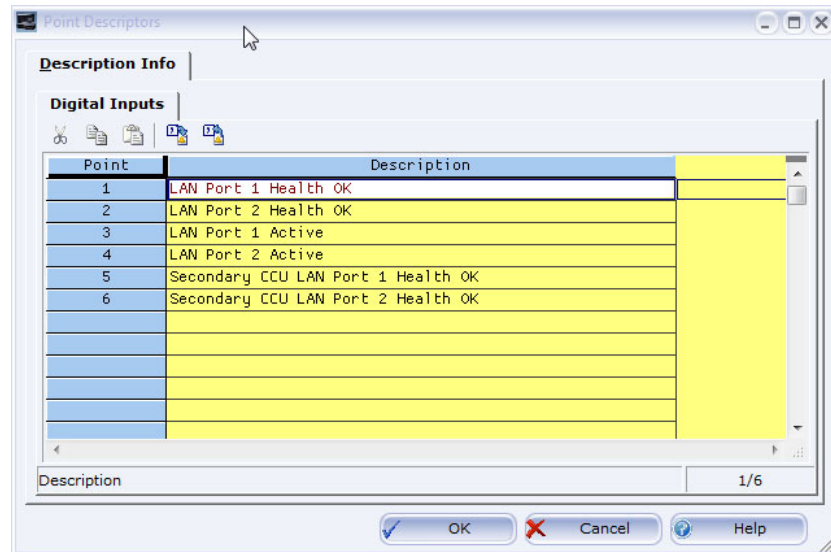 Point Descriptors
Description Info
Digital Inputs
Point Description
1 LAN Port 1 Health OK
2 LAN Port 2 Health OK
3 LAN Port 1 Active
4 LAN Port 2 Active
5 Secondary CCU LAN Port 1 Health OK
6 Secondary CCU LAN Port 2 Health OK
Description 1/6
OK Cancel Help